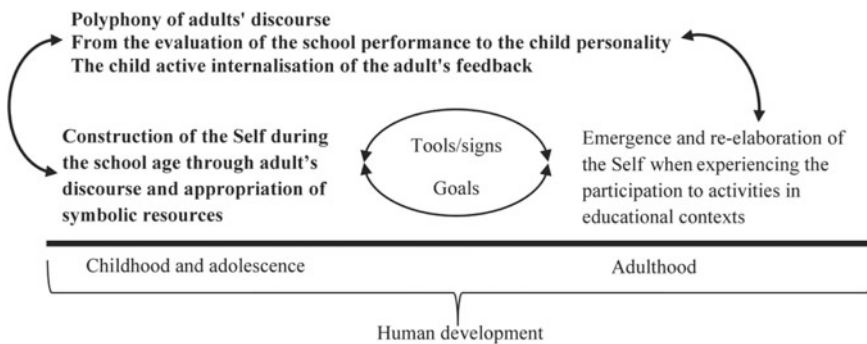 Polyphony of adults' discourse
From the evaluation of the school performance to the child personality
The child active internalisation of the adult's feedback
Construction of the Self during
the school age through adult's
discourse and appropriation of
symbolic resources
Tools/signs
Goals
Emergence and re-elaboration of
the Self when experiencing the
participation to activities in
educational contexts
Childhood and adolescence
Adulthood
Human development